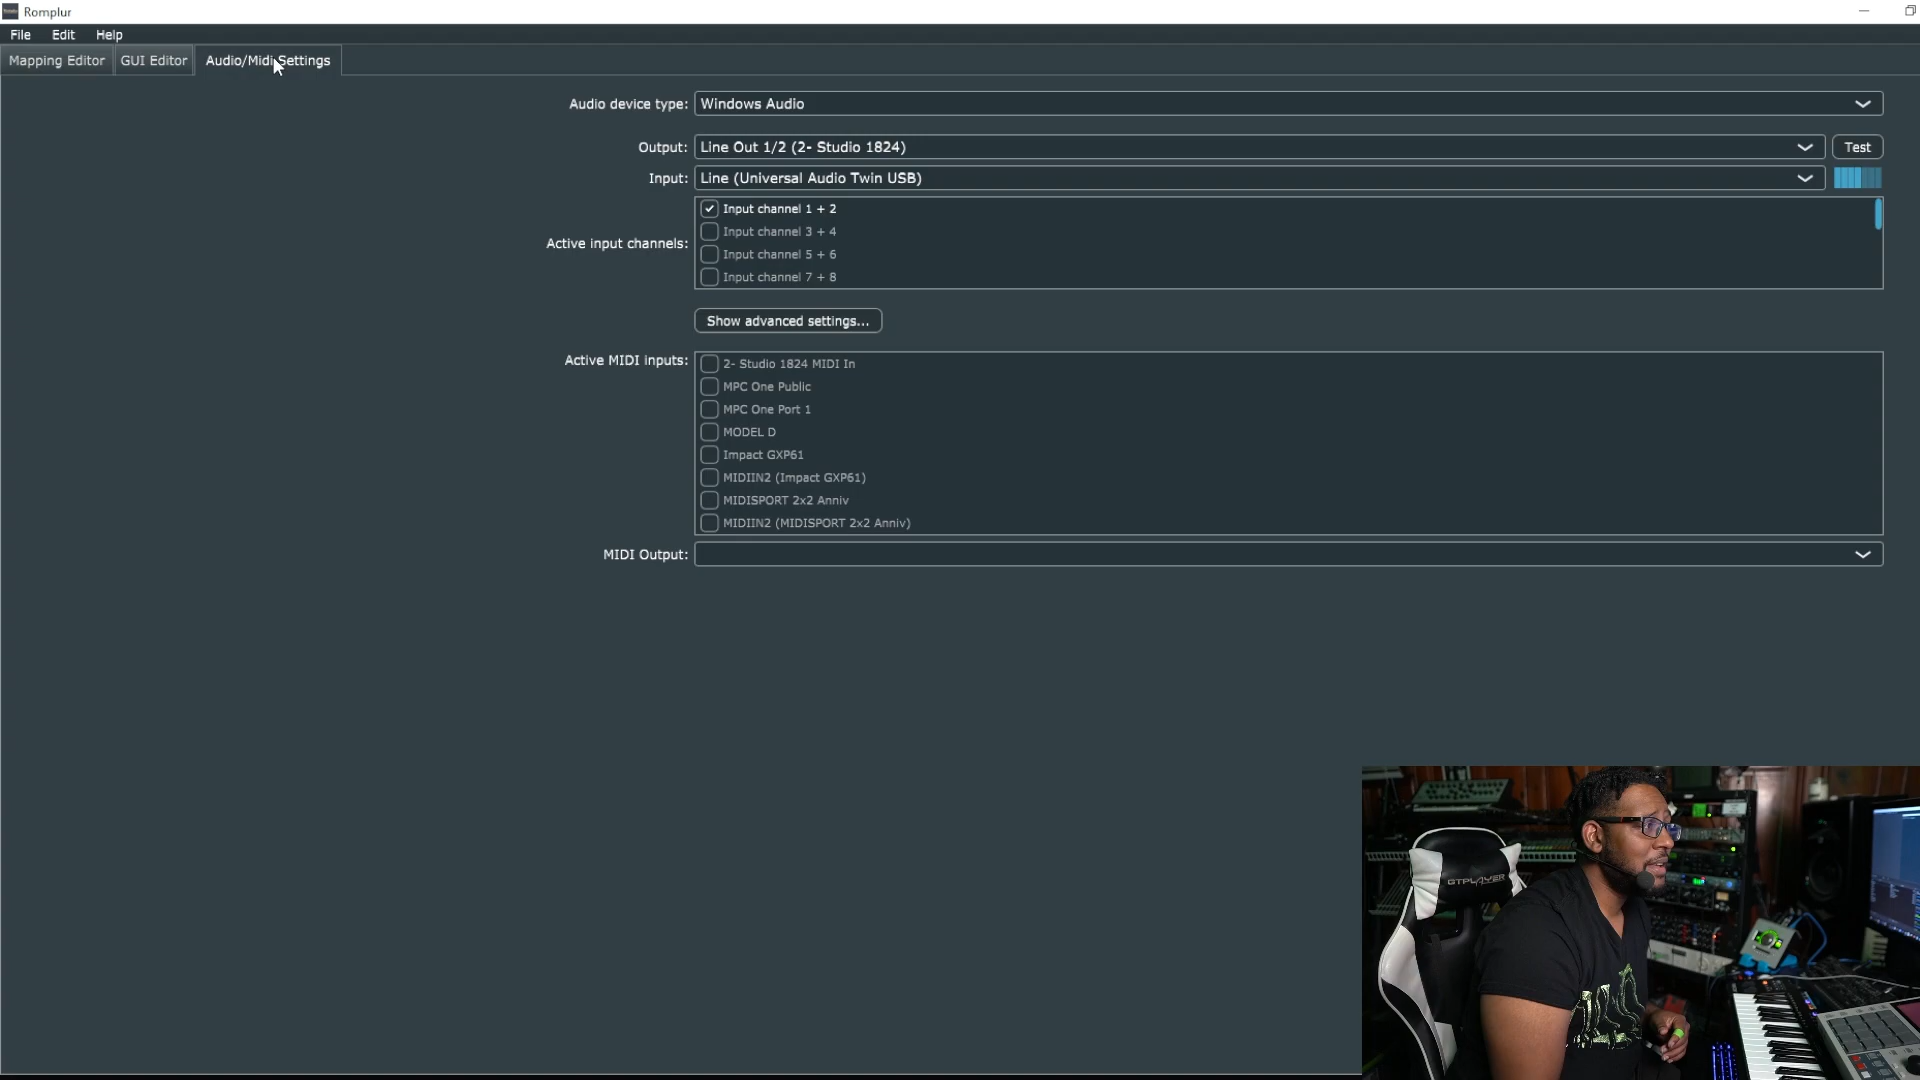 Romplur
File Edit Help
Mapping Editor GUI Editor Audio/Midi Settings
Audio device type: Windows Audio
Output: Line Out 1/2 (2- Studio 1824) Test
Input: Line (Universal Audio Twin USB)
Active input channels:
Input channel 1 + 2
Input channel 3 + 4
Input channel 5 + 6
Input channel 7 + 8
Show advanced settings...
Active MIDI inputs:
2- Studio 1824 MIDI In
MPC One Public
MPC One Port 1
MODEL D
Impact GXP61
MIDIIN2 (Impact GXP61)
MIDISPORT 2x2 Anniv
MIDIIN2 (MIDISPORT 2x2 Anniv)
MIDI Output:
GTPLAYER